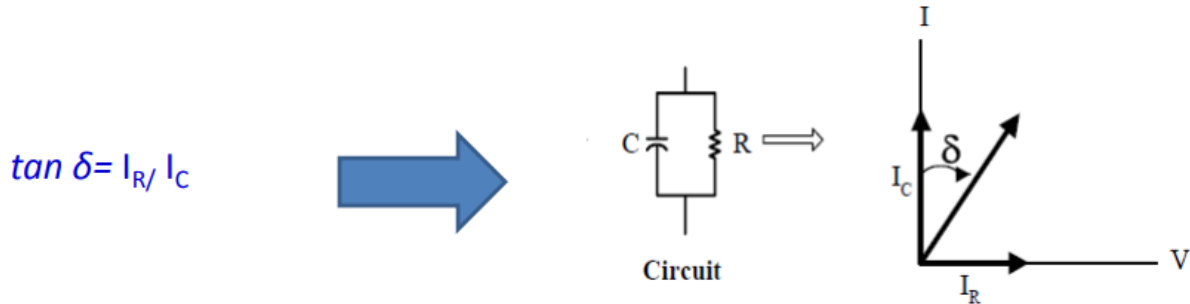 tan δ= IR/ IC
C
R
Circuit
I
δ
IC
V
IR